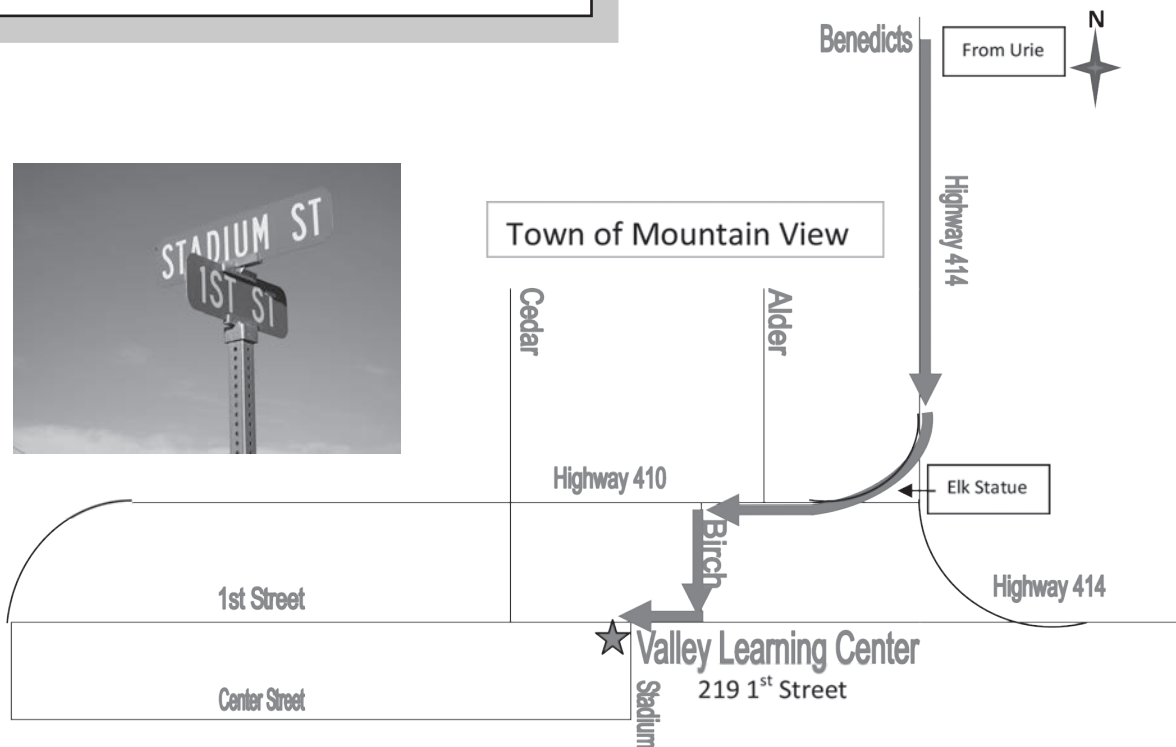 N
Benedicts
From Urie
Highway 414
STADIUM ST
1ST ST
Town of Mountain View
Cedar
Alder
Highway 410
Elk Statue
Birch
Highway 414
1st Street
Valley Learning Center
219 1st Street
Center Street
Stadium